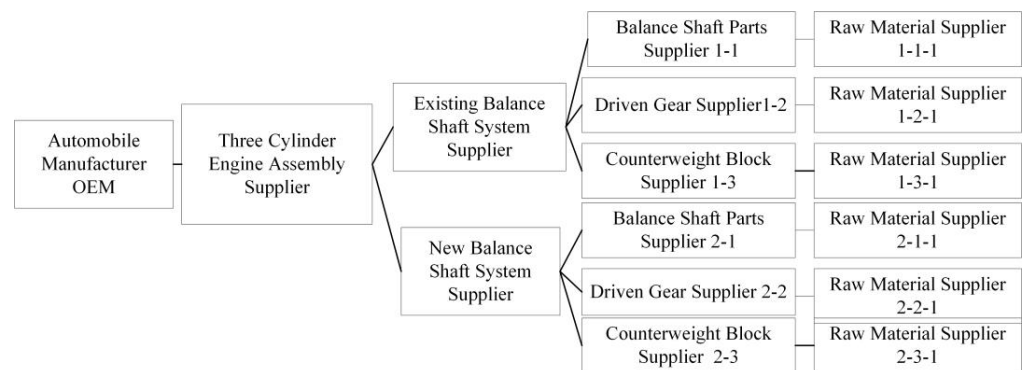 Automobile
Manufacturer
OEM
Three Cylinder
Engine Assembly
Supplier
Existing Balance
Shaft System
Supplier
New Balance
Shaft System
Supplier
Balance Shaft Parts
Supplier 1-1
Driven Gear Supplier1-2
Counterweight Block
Supplier 1-3
Balance Shaft Parts
Supplier 2-1
Driven Gear Supplier 2-2
Counterweight Block
Supplier 2-3
Raw Material Supplier
1-1-1
Raw Material Supplier
1-2-1
Raw Material Supplier
1-3-1
Raw Material Supplier
2-1-1
Raw Material Supplier
2-2-1
Raw Material Supplier
2-3-1